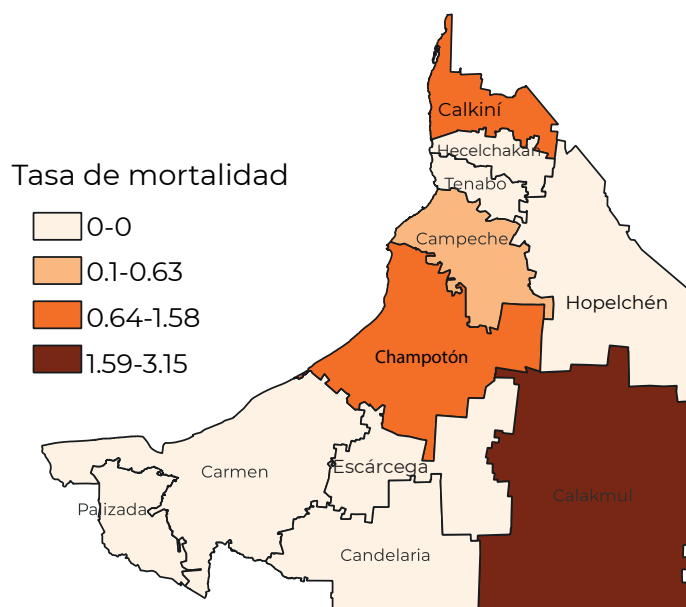 Calkiní
Hecelchakán
Tasa de mortalidad
Tenabo
0-0
Campeche
0.1-0.63
Hopelchén
0.64-1.58
Champotón
1.59-3.15
Carmen
Escárcega
Calakmul
Palizada
Candelaria